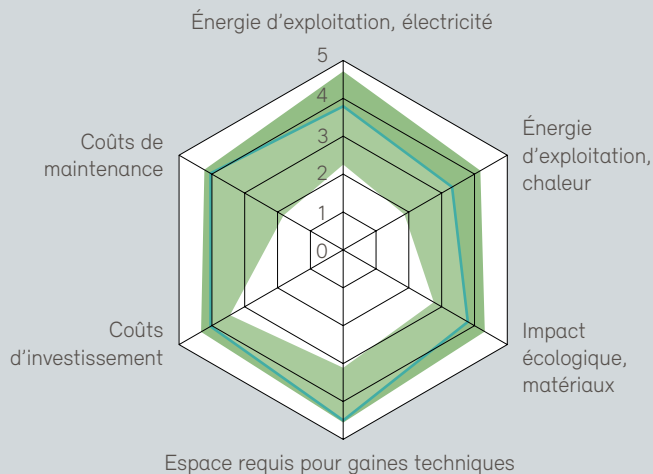 Énergie d’exploitation, électricité
5
4
3
2
1
0
Coûts de
maintenance
Énergie
d’exploitation,
chaleur
Coûts
d’investissement
Impact
écologique,
matériaux
Espace requis pour gaines techniques